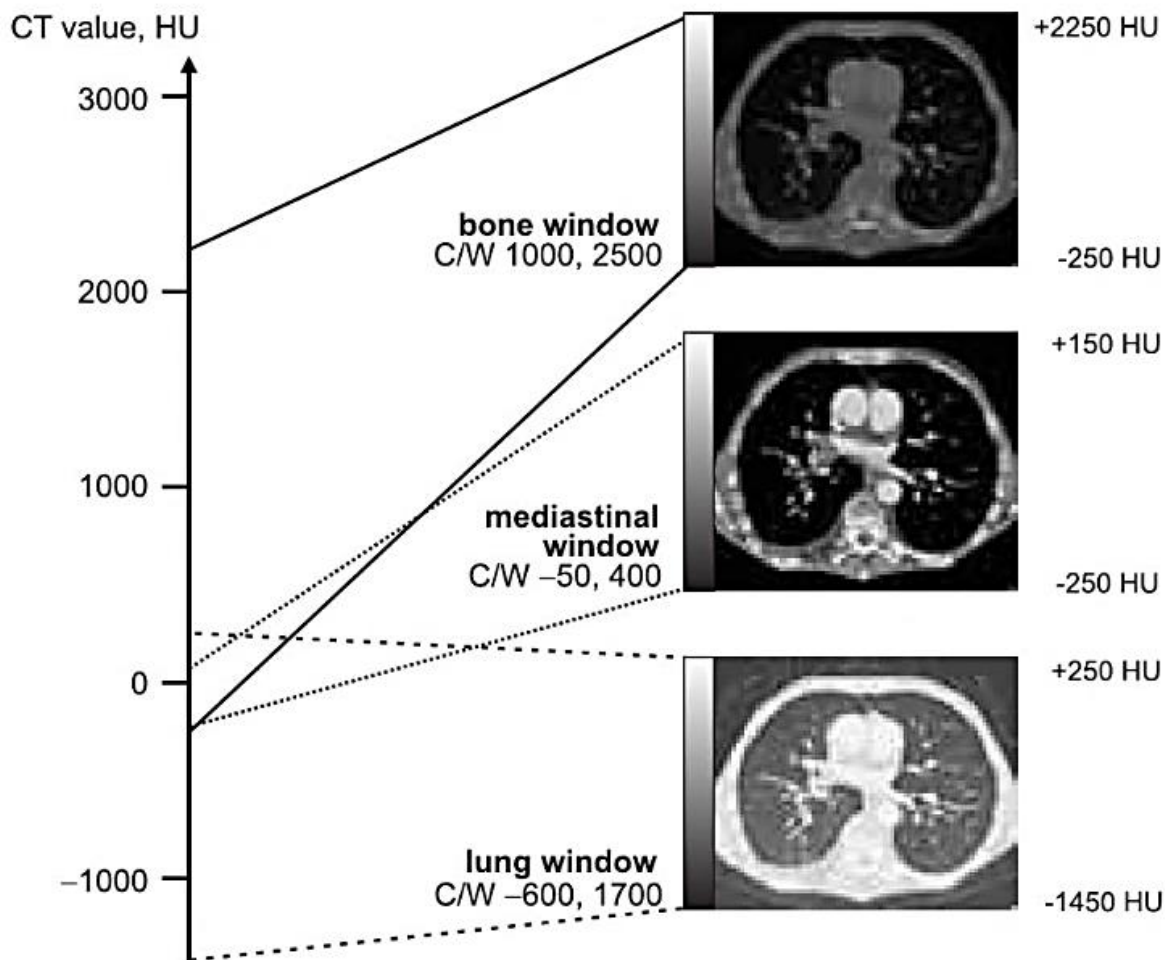 CT value, HU
3000
2000
1000
0
–1000
bone window
C/W 1000, 2500
+2250 HU
-250 HU
mediastinal
window
C/W –50, 400
+150 HU
-250 HU
lung window
C/W –600, 1700
+250 HU
-1450 HU